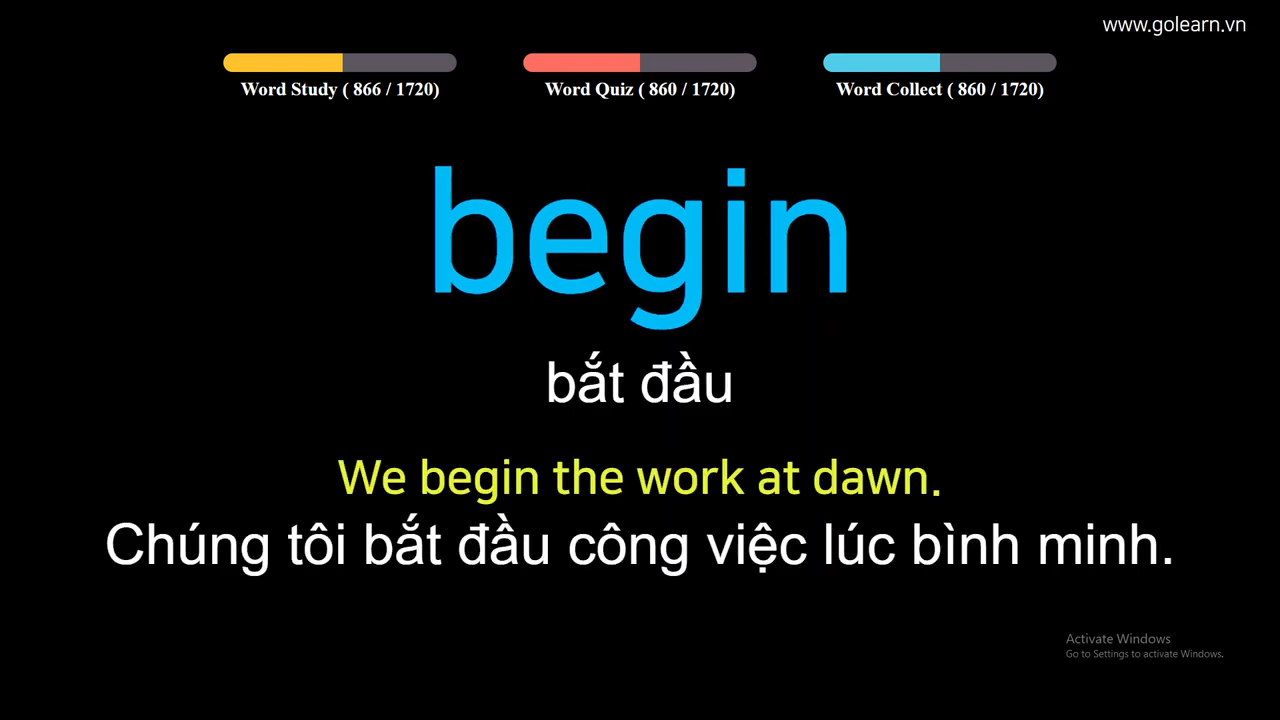 www.golearn.vn
Word Study ( 866 / 1720)
Word Quiz ( 860 / 1720)
Word Collect ( 860 / 1720)
begin
bắt đầu
We begin the work at dawn.
Chúng tôi bắt đầu công việc lúc bình minh.
Activate Windows
Go to Settings to activate Windows.